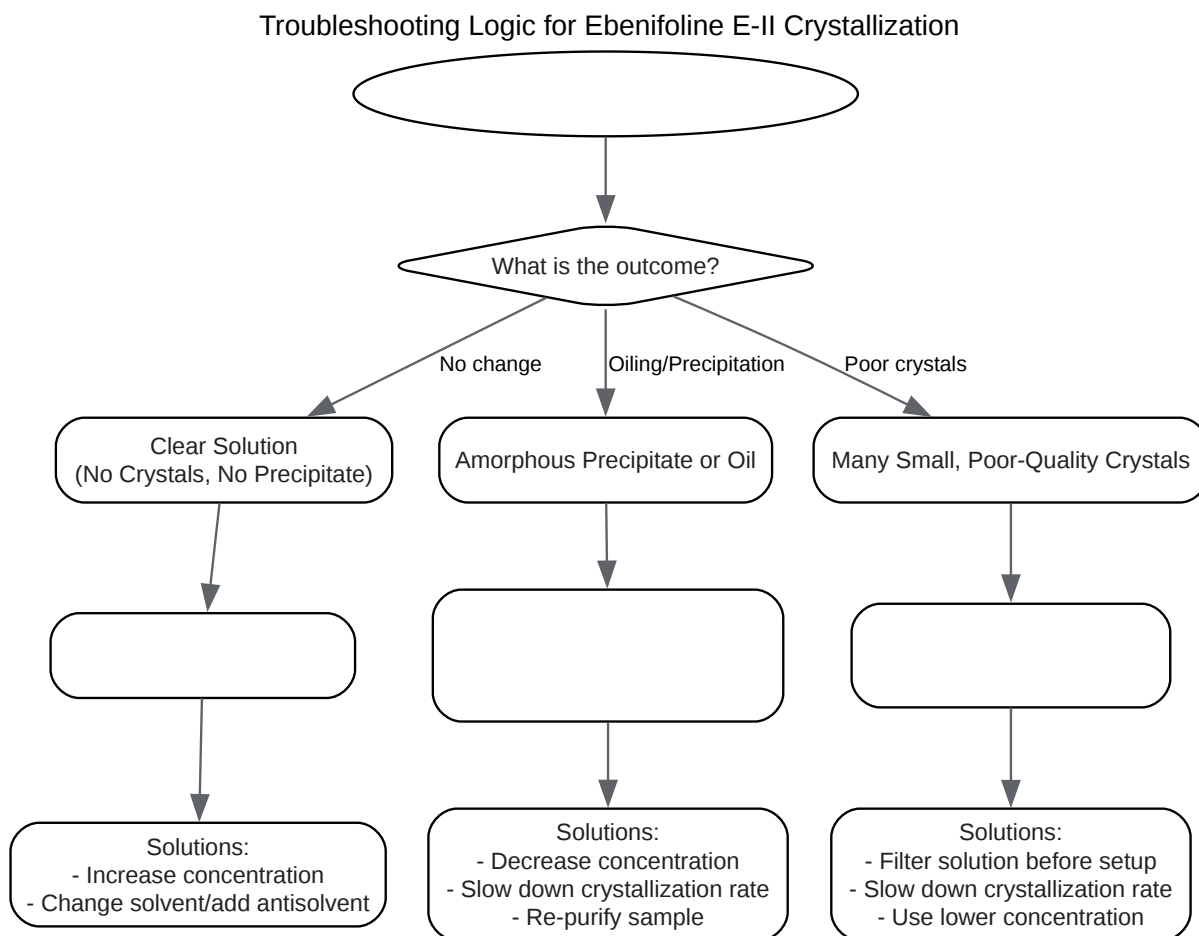 Troubleshooting Logic for Ebenifoline E-II Crystallization
What is the outcome?
No change
Oiling/Precipitation
Poor crystals
Clear Solution
(No Crystals, No Precipitate)
Amorphous Precipitate or Oil
Many Small, Poor-Quality Crystals
Solutions:
- Increase concentration
- Change solvent/add antisolvent
Solutions:
- Decrease concentration
- Slow down crystallization rate
- Re-purify sample
Solutions:
- Filter solution before setup
- Slow down crystallization rate
- Use lower concentration